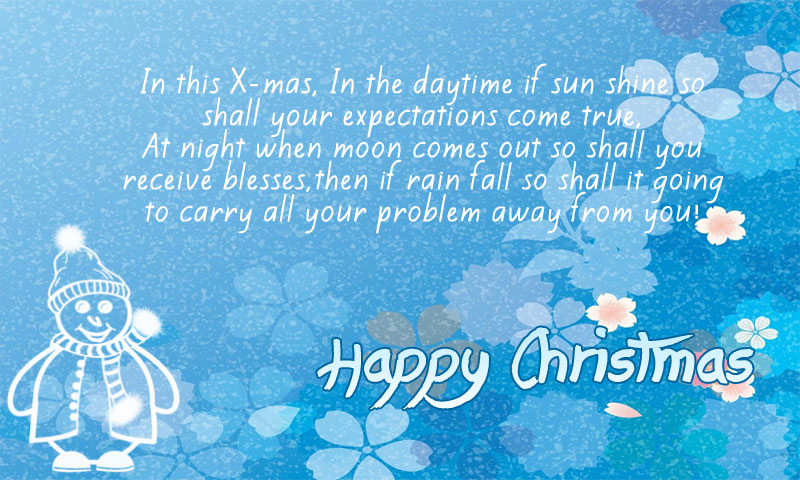 In this X-mas, In the daytime if sun shine so
shall your expectations come true,
At night when moon comes out so shall you
receive blesses,then if rain fall so shall it going
to carry all your problem away from you!
Happy Christmas